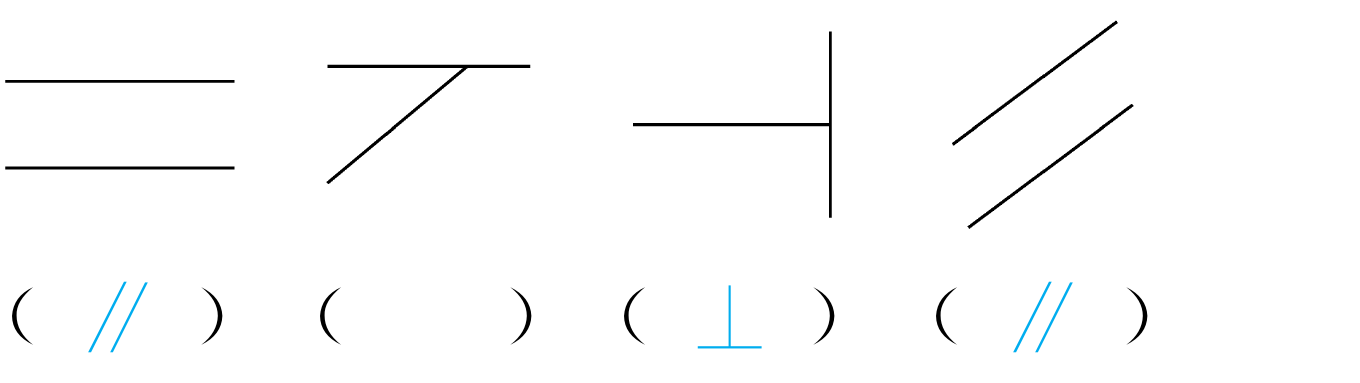 ( // ) ( ) ( ⊥ ) ( // )